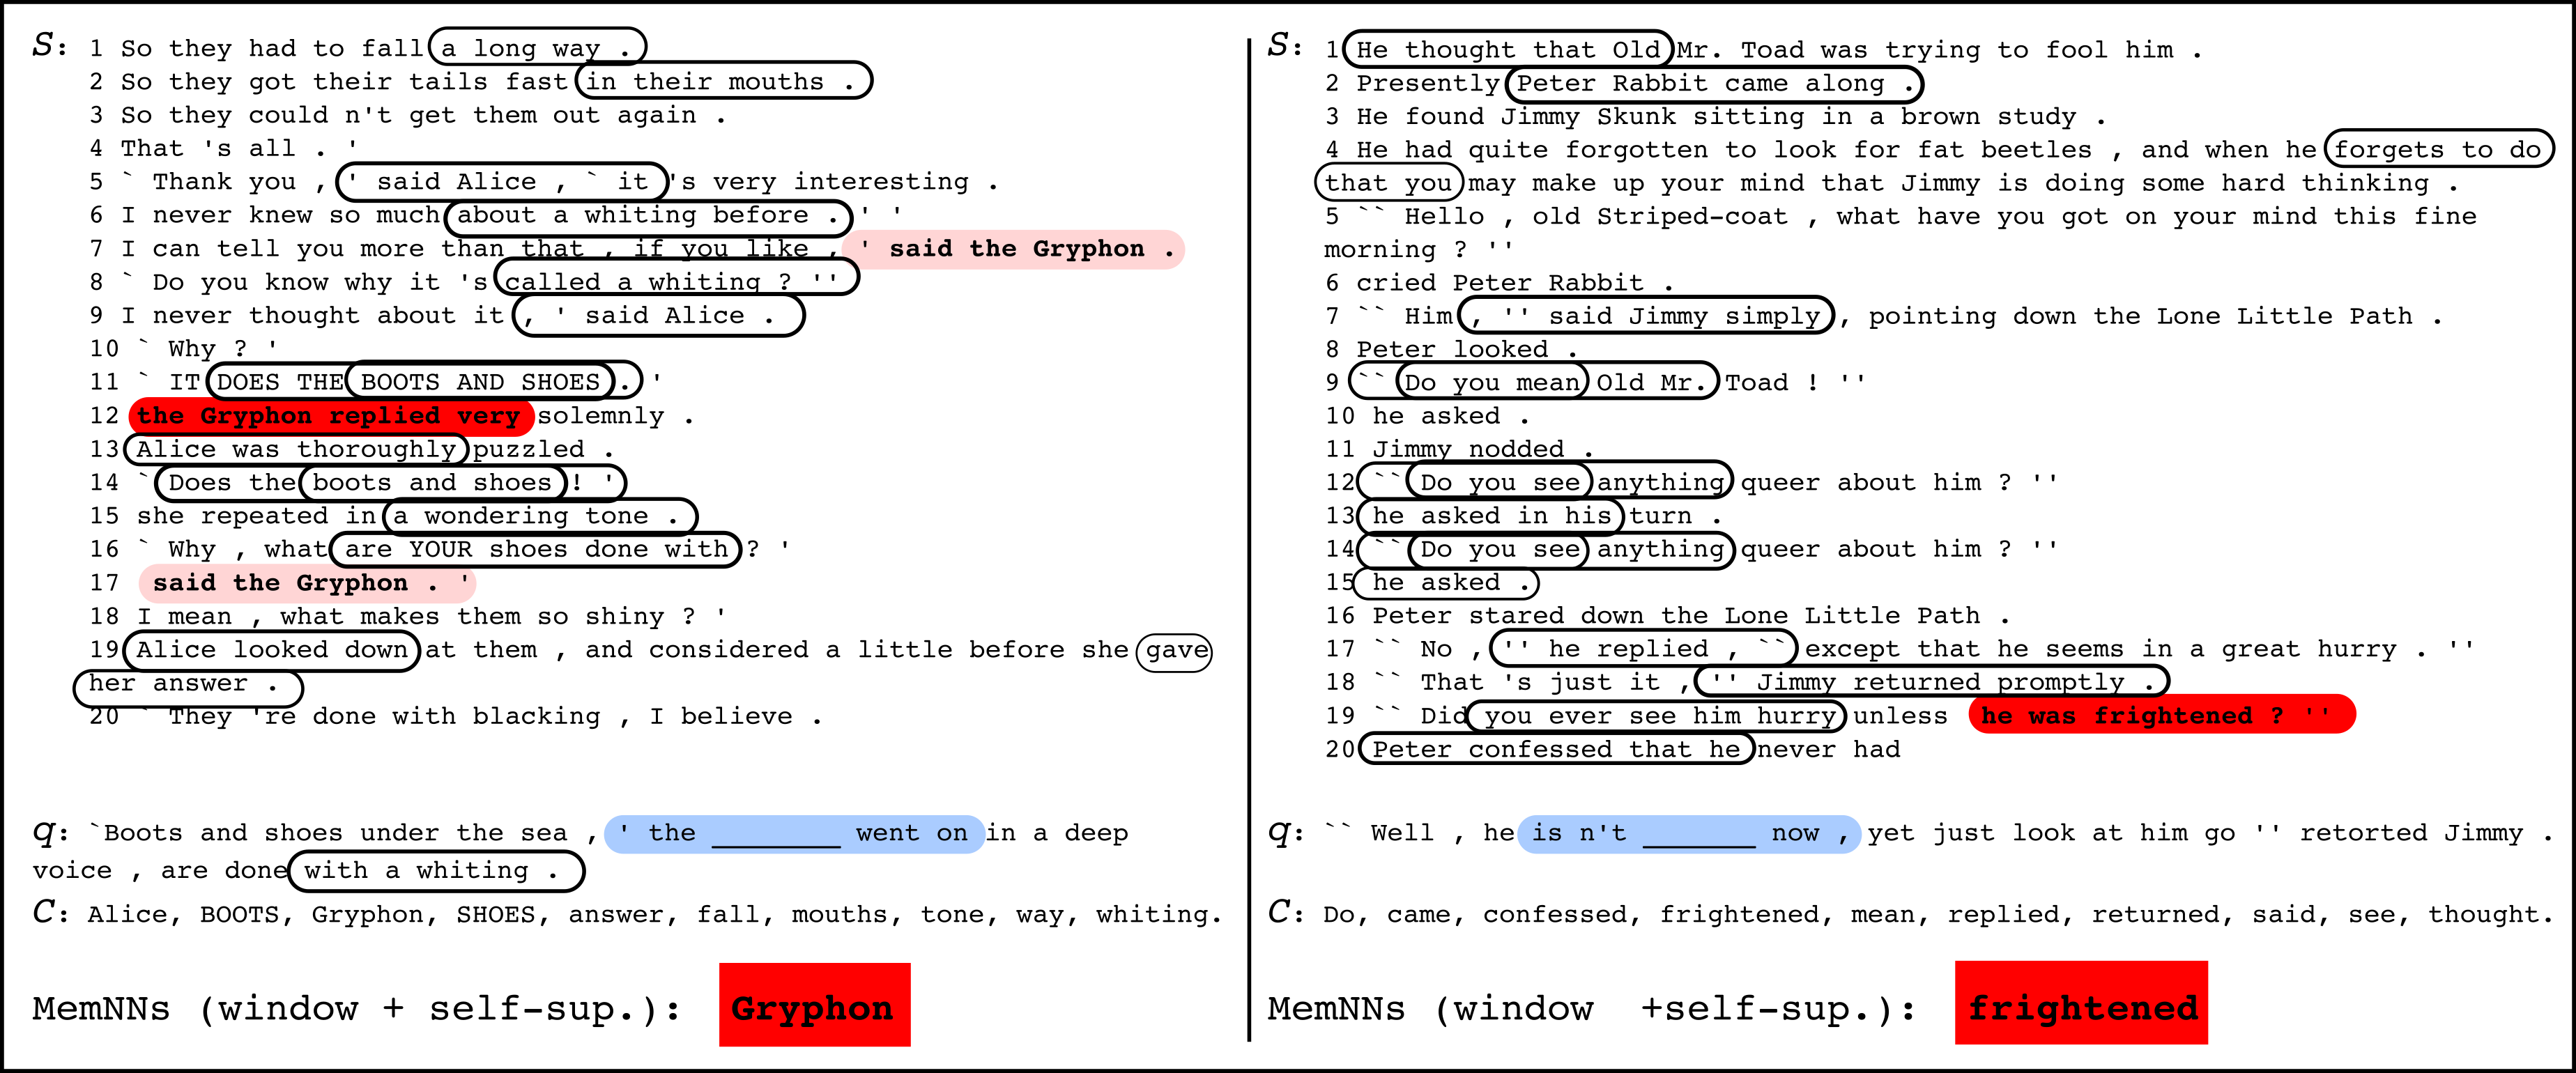 S: 1 So they had to fall a long way .
2 So they got their tails fast in their mouths .
3 So they could n't get them out again .
4 That 's all . '
5 ` Thank you , ' said Alice , ` it 's very interesting .
6 I never knew so much about a whiting before . ' '
7 I can tell you more than that , if you like , ' said the Gryphon .
8 ` Do you know why it 's called a whiting ? ''
9 I never thought about it , ' said Alice .
10 ` Why ? '
11 ` IT DOES THE BOOTS AND SHOES . '
12 the Gryphon replied very solemnly .
13 Alice was thoroughly puzzled .
14 ` Does the boots and shoes ! '
15 she repeated in a wondering tone .
16 ` Why , what are YOUR shoes done with ? '
17 said the Gryphon . '
18 I mean , what makes them so shiny ? '
19 Alice looked down at them , and considered a little before she gave
her answer .
20 ` They 're done with blacking , I believe .
q: `Boots and shoes under the sea , ' the ________ went on in a deep
voice , are done with a whiting .
C: Alice, BOOTS, Gryphon, SHOES, answer, fall, mouths, tone, way, whiting.
MemNNs (window + self-sup.): Gryphon
S: 1 He thought that Old Mr. Toad was trying to fool him .
2 Presently Peter Rabbit came along .
3 He found Jimmy Skunk sitting in a brown study .
4 He had quite forgotten to look for fat beetles , and when he forgets to do
that you may make up your mind that Jimmy is doing some hard thinking .
5 `` Hello , old Striped-coat , what have you got on your mind this fine
morning ? ''
6 cried Peter Rabbit .
7 `` Him , '' said Jimmy simply , pointing down the Lone Little Path .
8 Peter looked .
9 `` Do you mean Old Mr. Toad ! ''
10 he asked .
11 Jimmy nodded .
12 `` Do you see anything queer about him ? ''
13 he asked in his turn .
14 `` Do you see anything queer about him ? ''
15 he asked .
16 Peter stared down the Lone Little Path .
17 `` No , '' he replied , `` except that he seems in a great hurry . ''
18 `` That 's just it , '' Jimmy returned promptly .
19 `` Did you ever see him hurry unless he was frightened ? ''
20 Peter confessed that he never had
q: `` Well , he is n't _______ now , yet just look at him go '' retorted Jimmy .
C: Do, came, confessed, frightened, mean, replied, returned, said, see, thought.
MemNNs (window +self-sup.): frightened